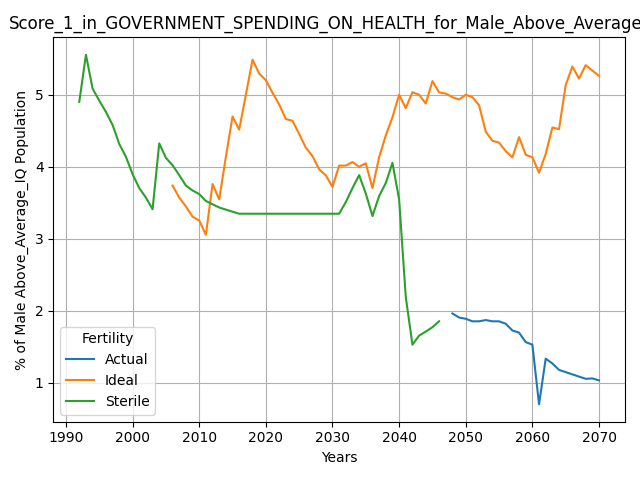 Score_1_in_GOVERNMENT_SPENDING_ON_HEALTH_for_Male_Above_Average
% of Male Above_Average_IQ Population
5
4
3
2
1
Fertility
Actual
Ideal
Sterile
1990 2000 2010 2020 2030 2040 2050 2060 2070
Years